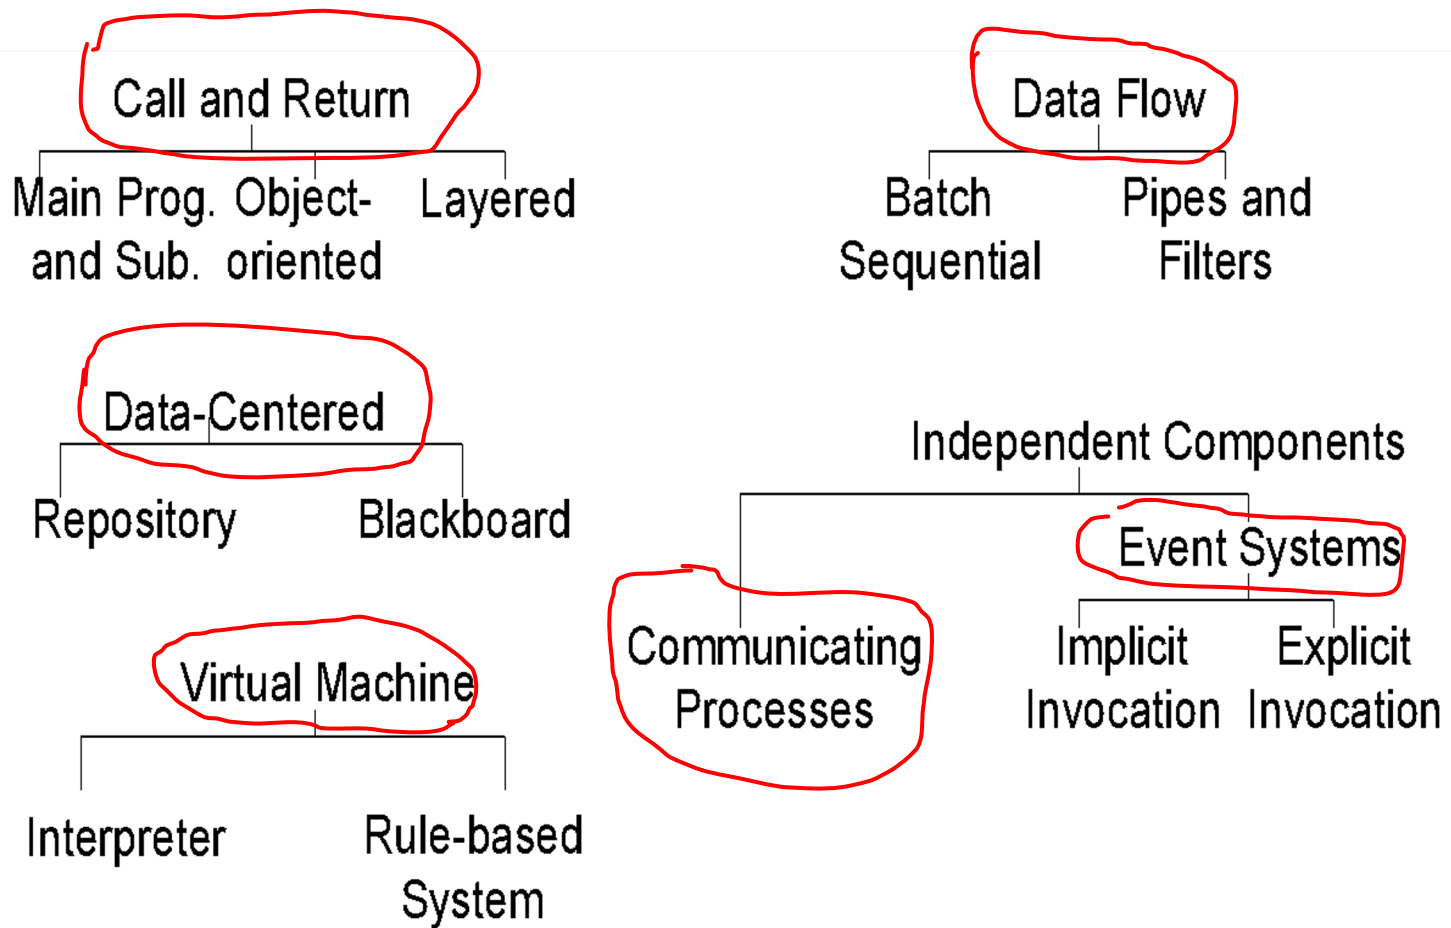 Call and Return
Main Prog. and Sub.
Object-oriented
Layered
Data Flow
Batch Sequential
Pipes and Filters
Data-Centered
Repository
Blackboard
Independent Components
Communicating Processes
Event Systems
Implicit Invocation
Explicit Invocation
Virtual Machine
Interpreter
Rule-based System